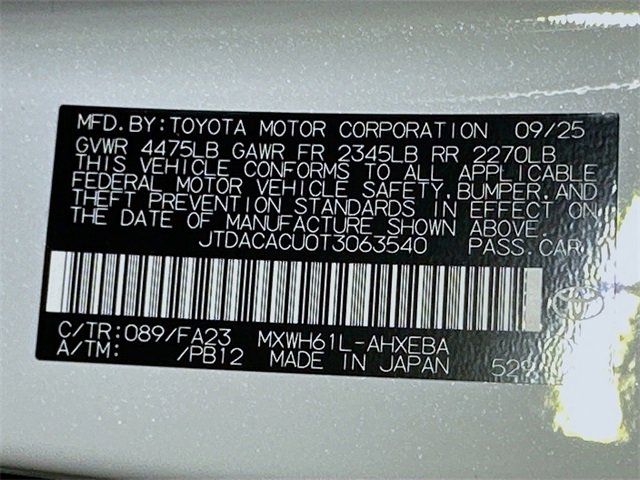 MFD.BY:TOYOTA MOTOR CORPORATION 09/25
GVWR 4475LB GAWR FR 2345LB RR 2270LB
THIS VEHICLE CONFORMS TO ALL APPLICABLE
FEDERAL MOTOR VEHICLE SAFETY,BUMPER,AND
THEFT PREVENTION STANDARDS IN EFFECT ON
THE DATE OF MANUFACTURE SHOWN ABOVE.
JTDACACU0T3063540 PASS.CAR
C/TR:089/FA23 MXWH61L-AHXEBA
A/TM: /PB12 MADE IN JAPAN